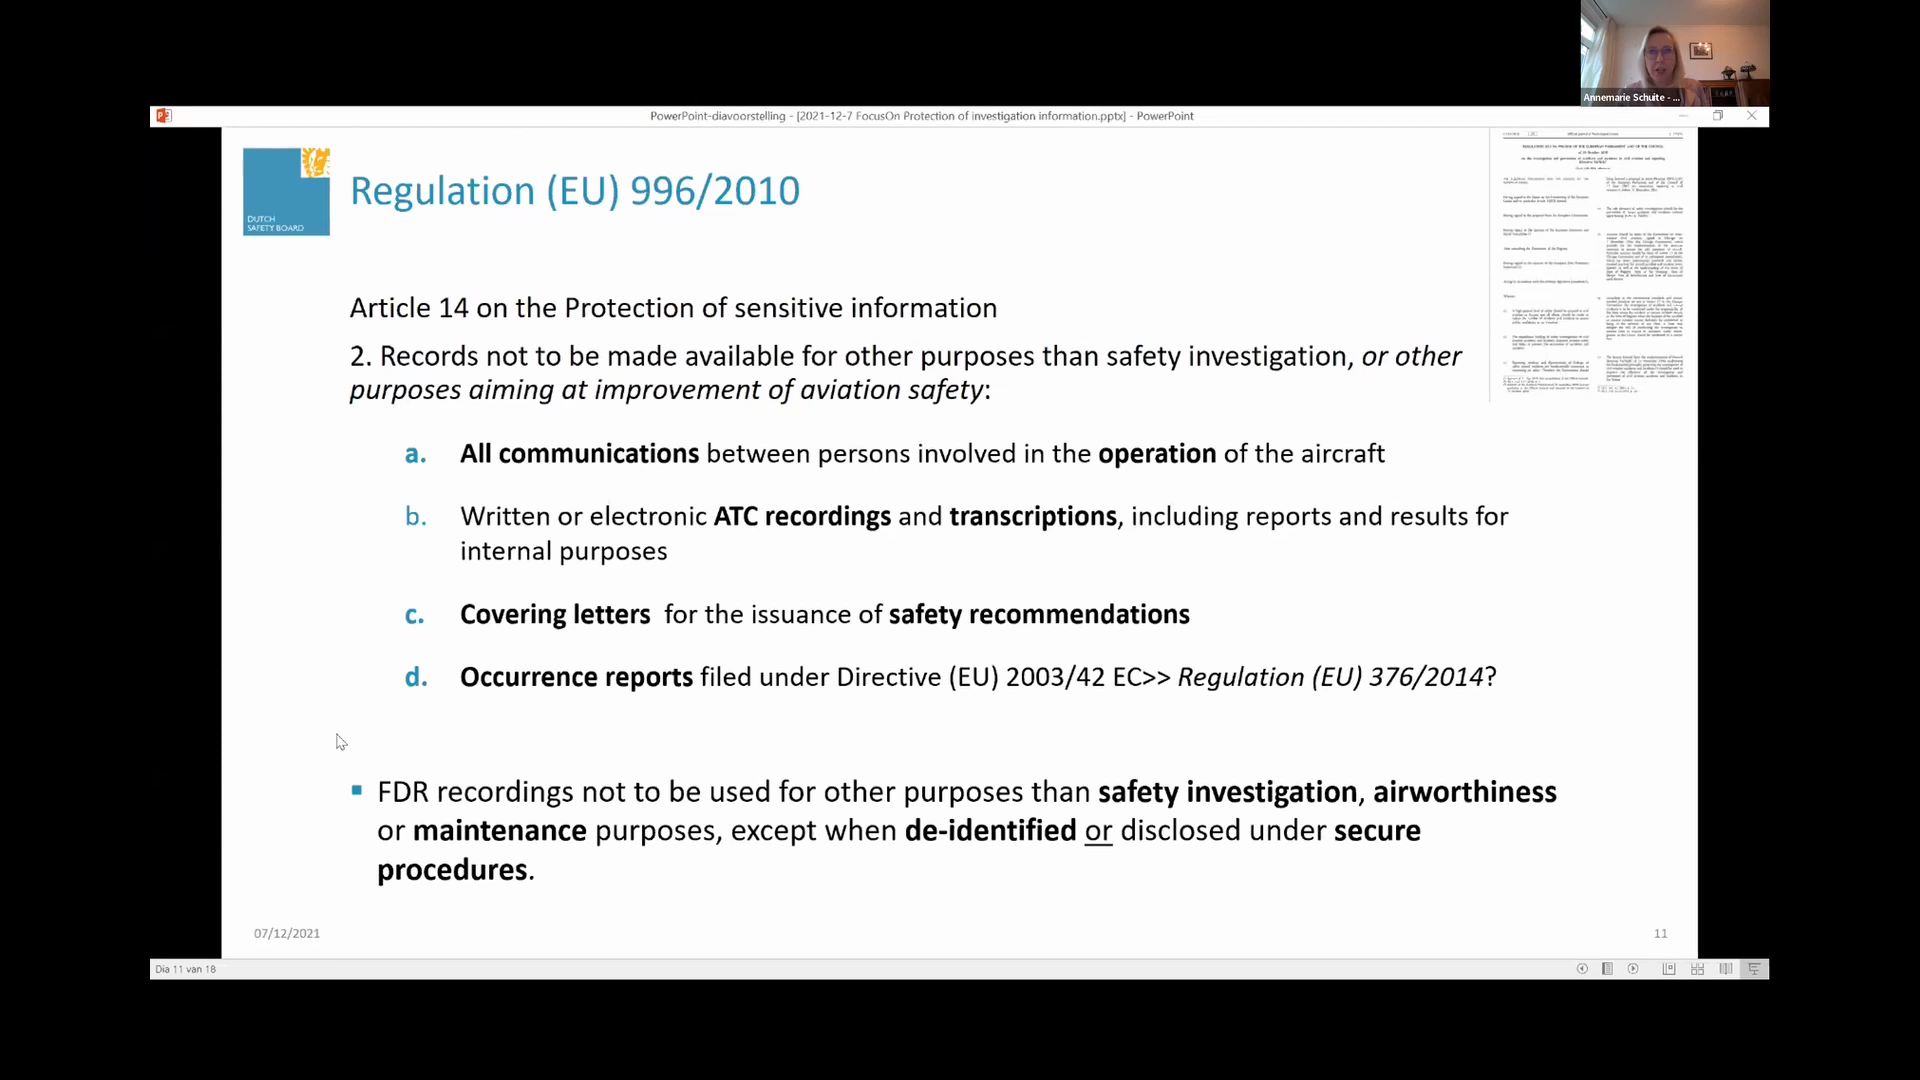 Annemarie Schuite - ...
PowerPoint-diavoorstelling - [2021-12-7 FocusOn Protection of investigation information.pptx] - PowerPoint
DUTCH
SAFETY BOARD
Regulation (EU) 996/2010
Article 14 on the Protection of sensitive information
2. Records not to be made available for other purposes than safety investigation, or other
purposes aiming at improvement of aviation safety:
a. All communications between persons involved in the operation of the aircraft
b. Written or electronic ATC recordings and transcriptions, including reports and results for
internal purposes
c. Covering letters for the issuance of safety recommendations
d. Occurrence reports filed under Directive (EU) 2003/42 EC>> Regulation (EU) 376/2014?
▪ FDR recordings not to be used for other purposes than safety investigation, airworthiness
or maintenance purposes, except when de-identified or disclosed under secure
procedures.
07/12/2021
11
Dia 11 van 18